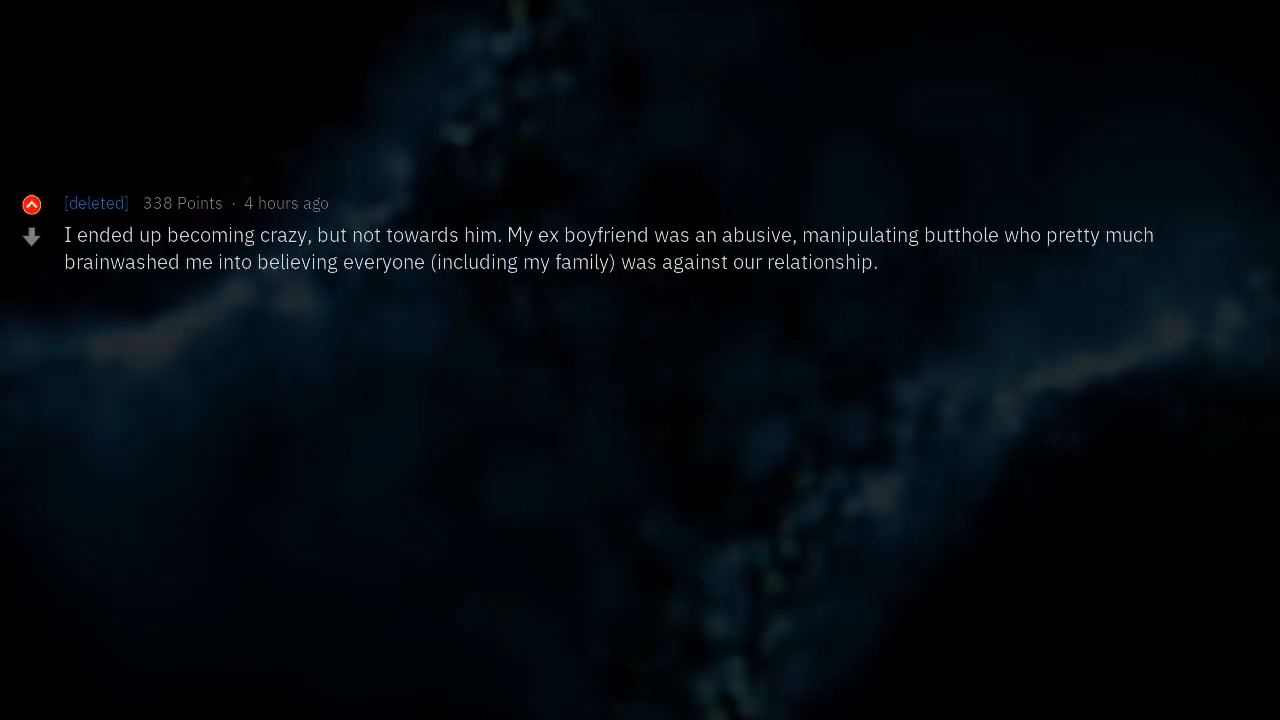 [deleted] 338 Points · 4 hours ago
I ended up becoming crazy, but not towards him. My ex boyfriend was an abusive, manipulating butthole who pretty much
brainwashed me into believing everyone (including my family) was against our relationship.